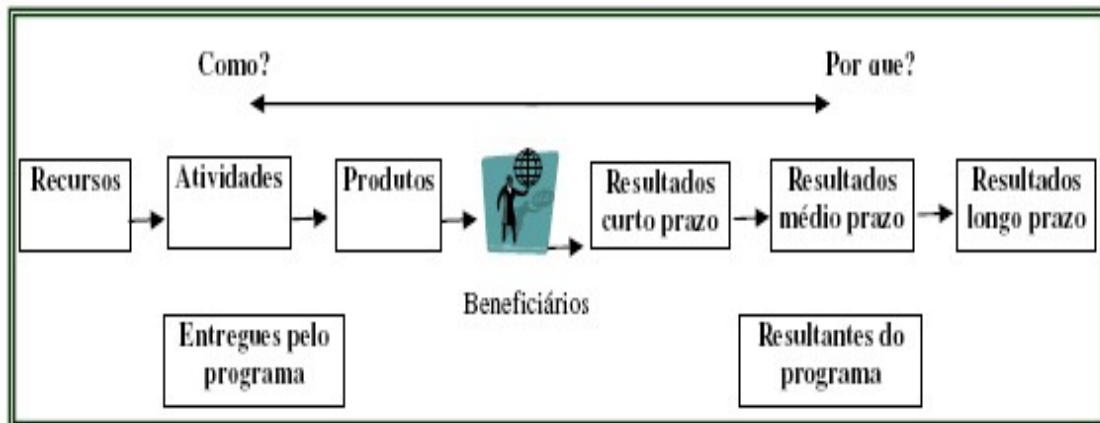 Como?
Por que?
Recursos
Atividades
Produtos
Resultados
curto prazo
Resultados
médio prazo
Resultados
longo prazo
Beneficiários
Entregues pelo
programa
Resultantes do
programa